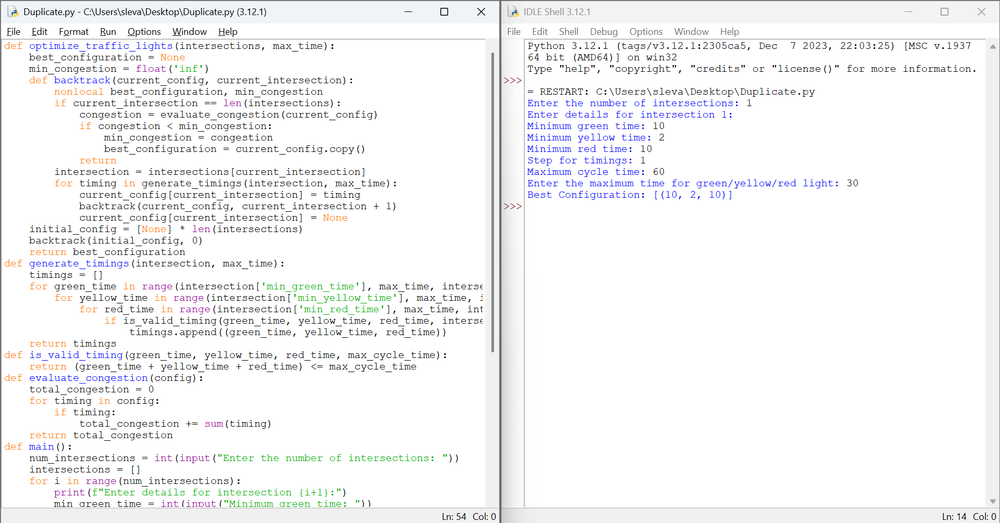 Duplicate.py - C:\Users\sleva\Desktop\Duplicate.py (3.12.1)
File Edit Format Run Options Window Help
def optimize_traffic_lights(intersections, max_time):
    best_configuration = None
    min_congestion = float('inf')
    def backtrack(current_config, current_intersection):
        nonlocal best_configuration, min_congestion
        if current_intersection == len(intersections):
            congestion = evaluate_congestion(current_config)
            if congestion < min_congestion:
                min_congestion = congestion
                best_configuration = current_config.copy()
            return
        intersection = intersections[current_intersection]
        for timing in generate_timings(intersection, max_time):
            current_config[current_intersection] = timing
            backtrack(current_config, current_intersection + 1)
            current_config[current_intersection] = None
    initial_config = [None] * len(intersections)
    backtrack(initial_config, 0)
    return best_configuration
def generate_timings(intersection, max_time):
    timings = []
    for green_time in range(intersection['min_green_time'], max_time, interse
        for yellow_time in range(intersection['min_yellow_time'], max_time, i
            for red_time in range(intersection['min_red_time'], max_time, int
                if is_valid_timing(green_time, yellow_time, red_time, interse
                    timings.append((green_time, yellow_time, red_time))
    return timings
def is_valid_timing(green_time, yellow_time, red_time, max_cycle_time):
    return (green_time + yellow_time + red_time) <= max_cycle_time
def evaluate_congestion(config):
    total_congestion = 0
    for timing in config:
        if timing:
            total_congestion += sum(timing)
    return total_congestion
def main():
    num_intersections = int(input("Enter the number of intersections: "))
    intersections = []
    for i in range(num_intersections):
        print(f"Enter details for intersection {i+1}:")
        min_green_time = int(input("Minimum green time: "))
Ln: 54 Col: 0
IDLE Shell 3.12.1
File Edit Shell Debug Options Window Help
Python 3.12.1 (tags/v3.12.1:2305ca5, Dec  7 2023, 22:03:25) [MSC v.1937
64 bit (AMD64)] on win32
Type "help", "copyright", "credits" or "license()" for more information.
>>>
= RESTART: C:\Users\sleva\Desktop\Duplicate.py
Enter the number of intersections: 1
Enter details for intersection 1:
Minimum green time: 10
Minimum yellow time: 2
Minimum red time: 10
Step for timings: 1
Maximum cycle time: 60
Enter the maximum time for green/yellow/red light: 30
Best Configuration: [(10, 2, 10)]
>>>
Ln: 14 Col: 0